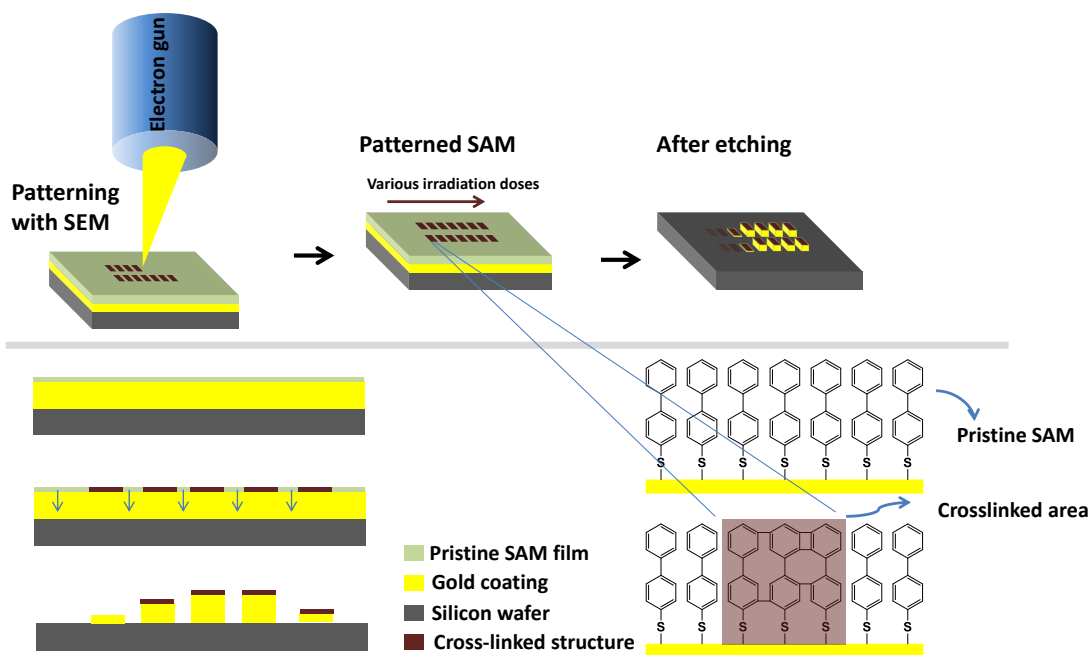 Electron gun
Patterning
with SEM
Patterned SAM
Various irradiation doses
After etching
Pristine SAM film
Gold coating
Silicon wafer
Cross-linked structure
S S S S S S S
Pristine SAM
Crosslinked area
S S S S S S S